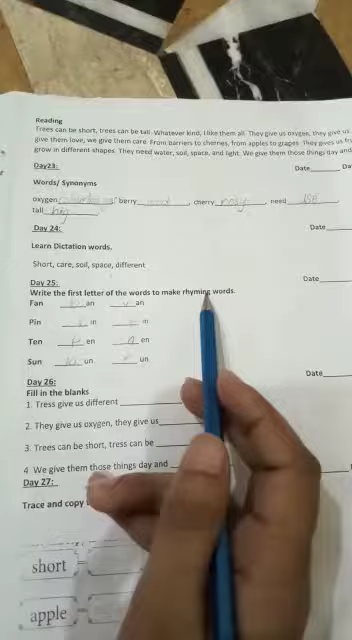 Reading
Trees can be short, trees can be tall. Whatever kind, I like them all. They give us oxygen, they give us
give them love, we give them care. From barriers to cherries, from apples to grapes. They gives us
grow in different shapes. They need water, soil, space, and light. We give them those things day and
Day23:
Date Da
Words/ Synonyms
oxygen berry , cherry rosy , need use
tall big
Day 24:
Date
Learn Dictation words.
Short, care, soil, space, different
Day 25:
Date
Write the first letter of the words to make rhyming words.
Fan an an
Pin in in
Ten p en en
Sun un. un
Day 26:
Date
Fill in the blanks
1. Tress give us different
2. They give us oxygen, they give us
3. Trees can be short, tress can be
4 We give them those things day and
Day 27:
Trace and copy
short
apple